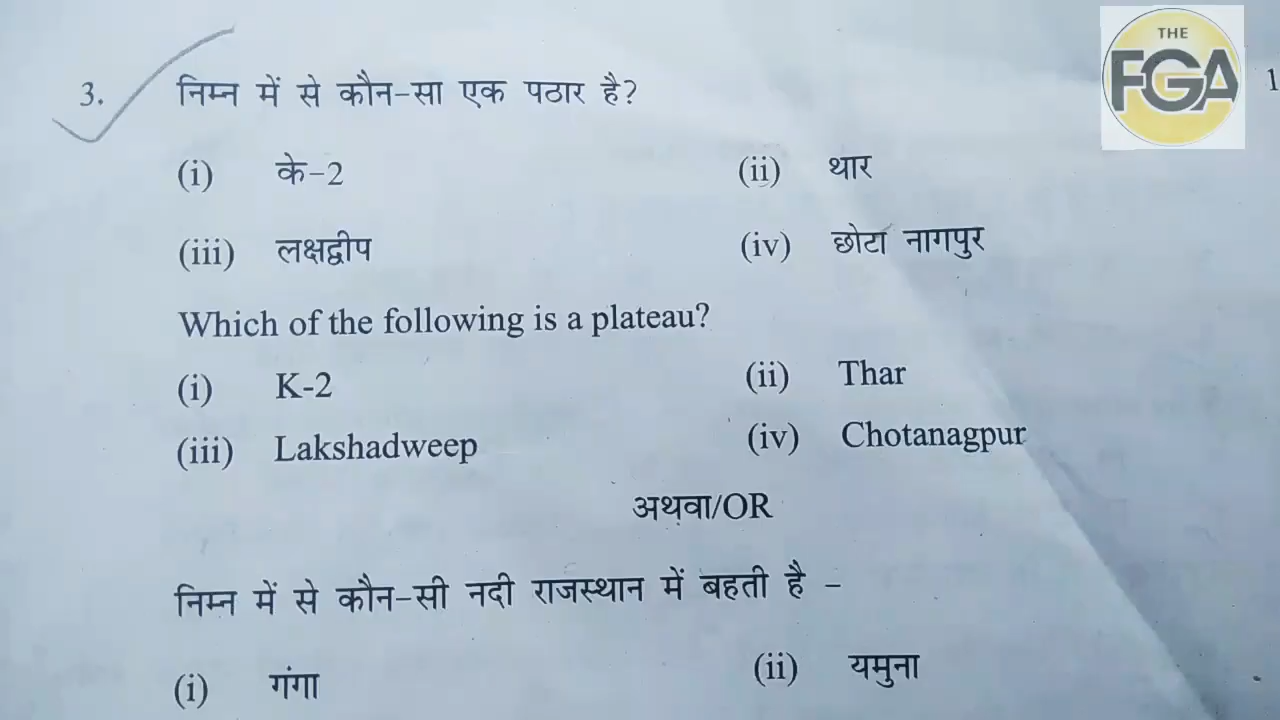 THE
FGA
1
3. निम्न में से कौन-सा एक पठार है?
(i) के-2 (ii) थार
(iii) लक्षद्वीप (iv) छोटा नागपुर
Which of the following is a plateau?
(i) K-2 (ii) Thar
(iii) Lakshadweep (iv) Chotanagpur
अथवा/OR
निम्न में से कौन-सी नदी राजस्थान में बहती है –
(i) गंगा (ii) यमुना